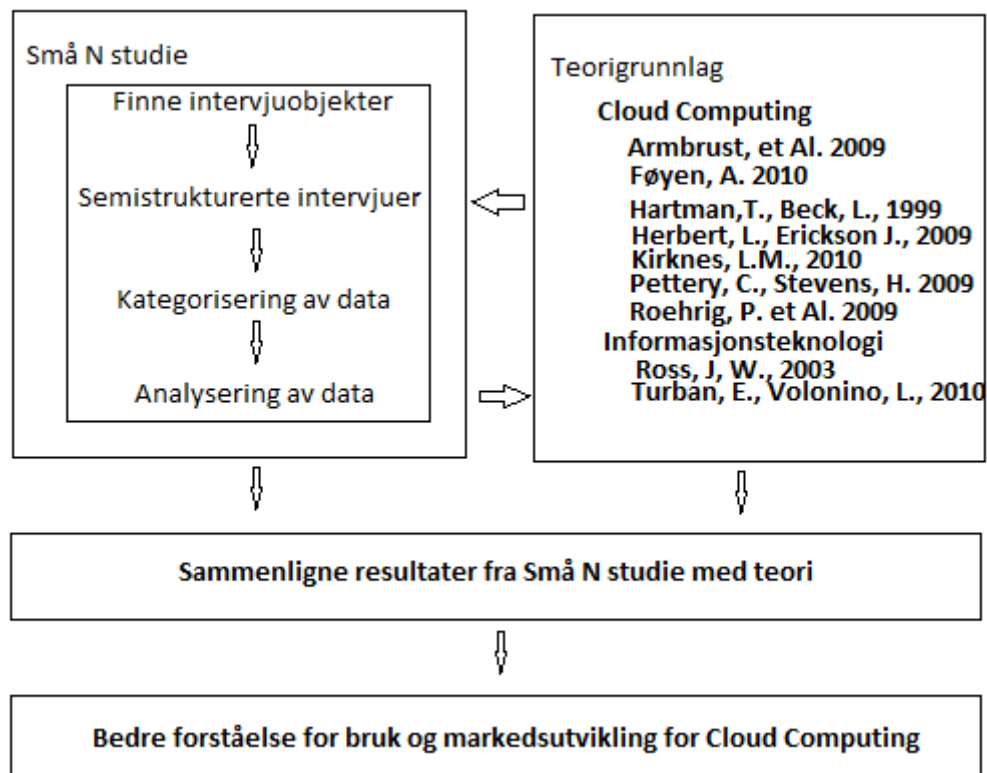 Små N studie
Finne intervjuobjekter
Semistrukturerte intervjuer
Kategorisering av data
Analysering av data
Teorigrunnlag
Cloud Computing
Armbrust, et Al. 2009
Føyen, A. 2010
Hartman,T., Beck, L., 1999
Herbert, L., Erickson J., 2009
Kirknes, L.M., 2010
Pettery, C., Stevens, H. 2009
Roehrig, P. et Al. 2009
Informasjonsteknologi
Ross, J, W., 2003
Turban, E., Volonino, L., 2010
Sammenligne resultater fra Små N studie med teori
Bedre forståelse for bruk og markedsutvikling for Cloud Computing